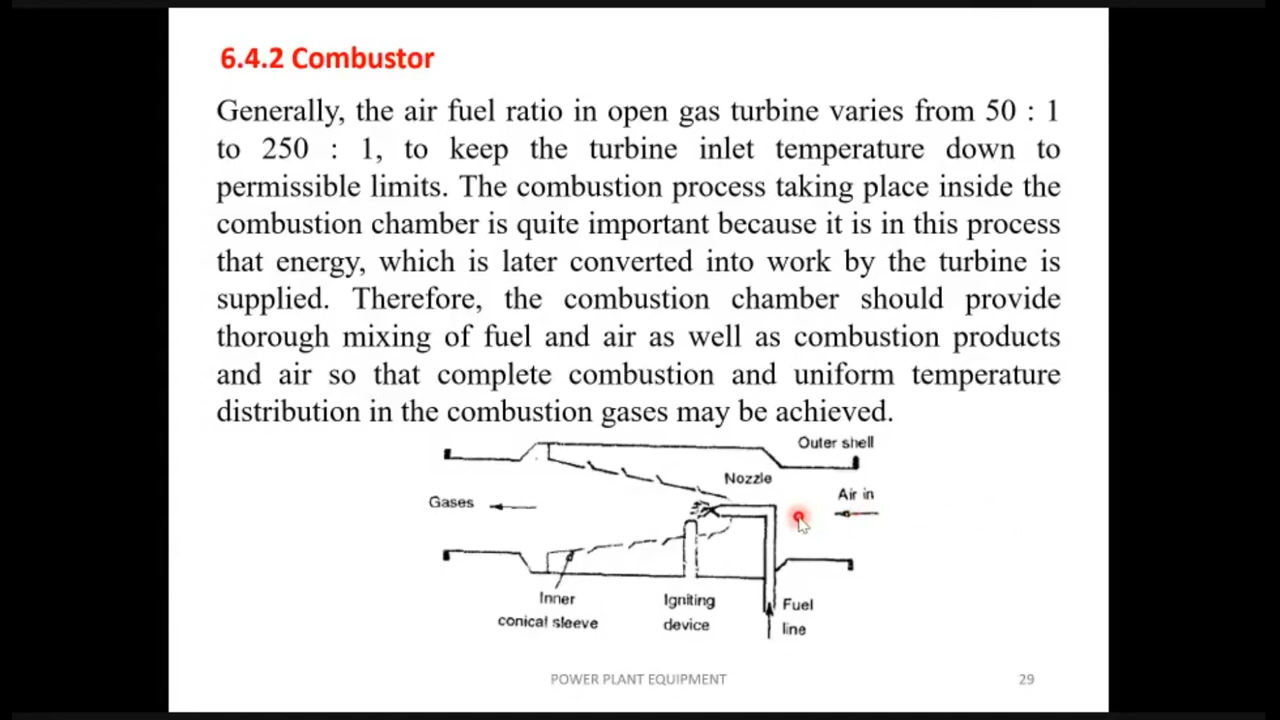 6.4.2 Combustor
Generally, the air fuel ratio in open gas turbine varies from 50 : 1
to 250 : 1, to keep the turbine inlet temperature down to
permissible limits. The combustion process taking place inside the
combustion chamber is quite important because it is in this process
that energy, which is later converted into work by the turbine is
supplied. Therefore, the combustion chamber should provide
thorough mixing of fuel and air as well as combustion products
and air so that complete combustion and uniform temperature
distribution in the combustion gases may be achieved.
Outer shell
Nozzle
Air in
Gases
Inner
conical sleeve
Igniting
device
Fuel
line
POWER PLANT EQUIPMENT
29